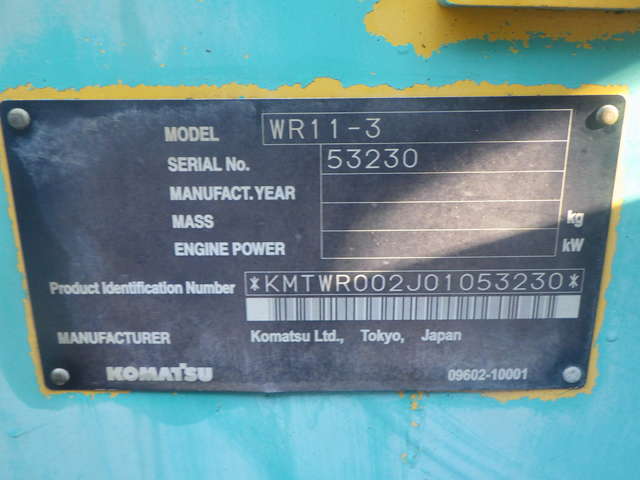 MODEL WR11-3
SERIAL No. 53230
MANUFACT. YEAR
MASS kg
ENGINE POWER kW
Product Identification Number *KMTWR002J01053230*
MANUFACTURER Komatsu Ltd., Tokyo, Japan
KOMATSU 09602-10001